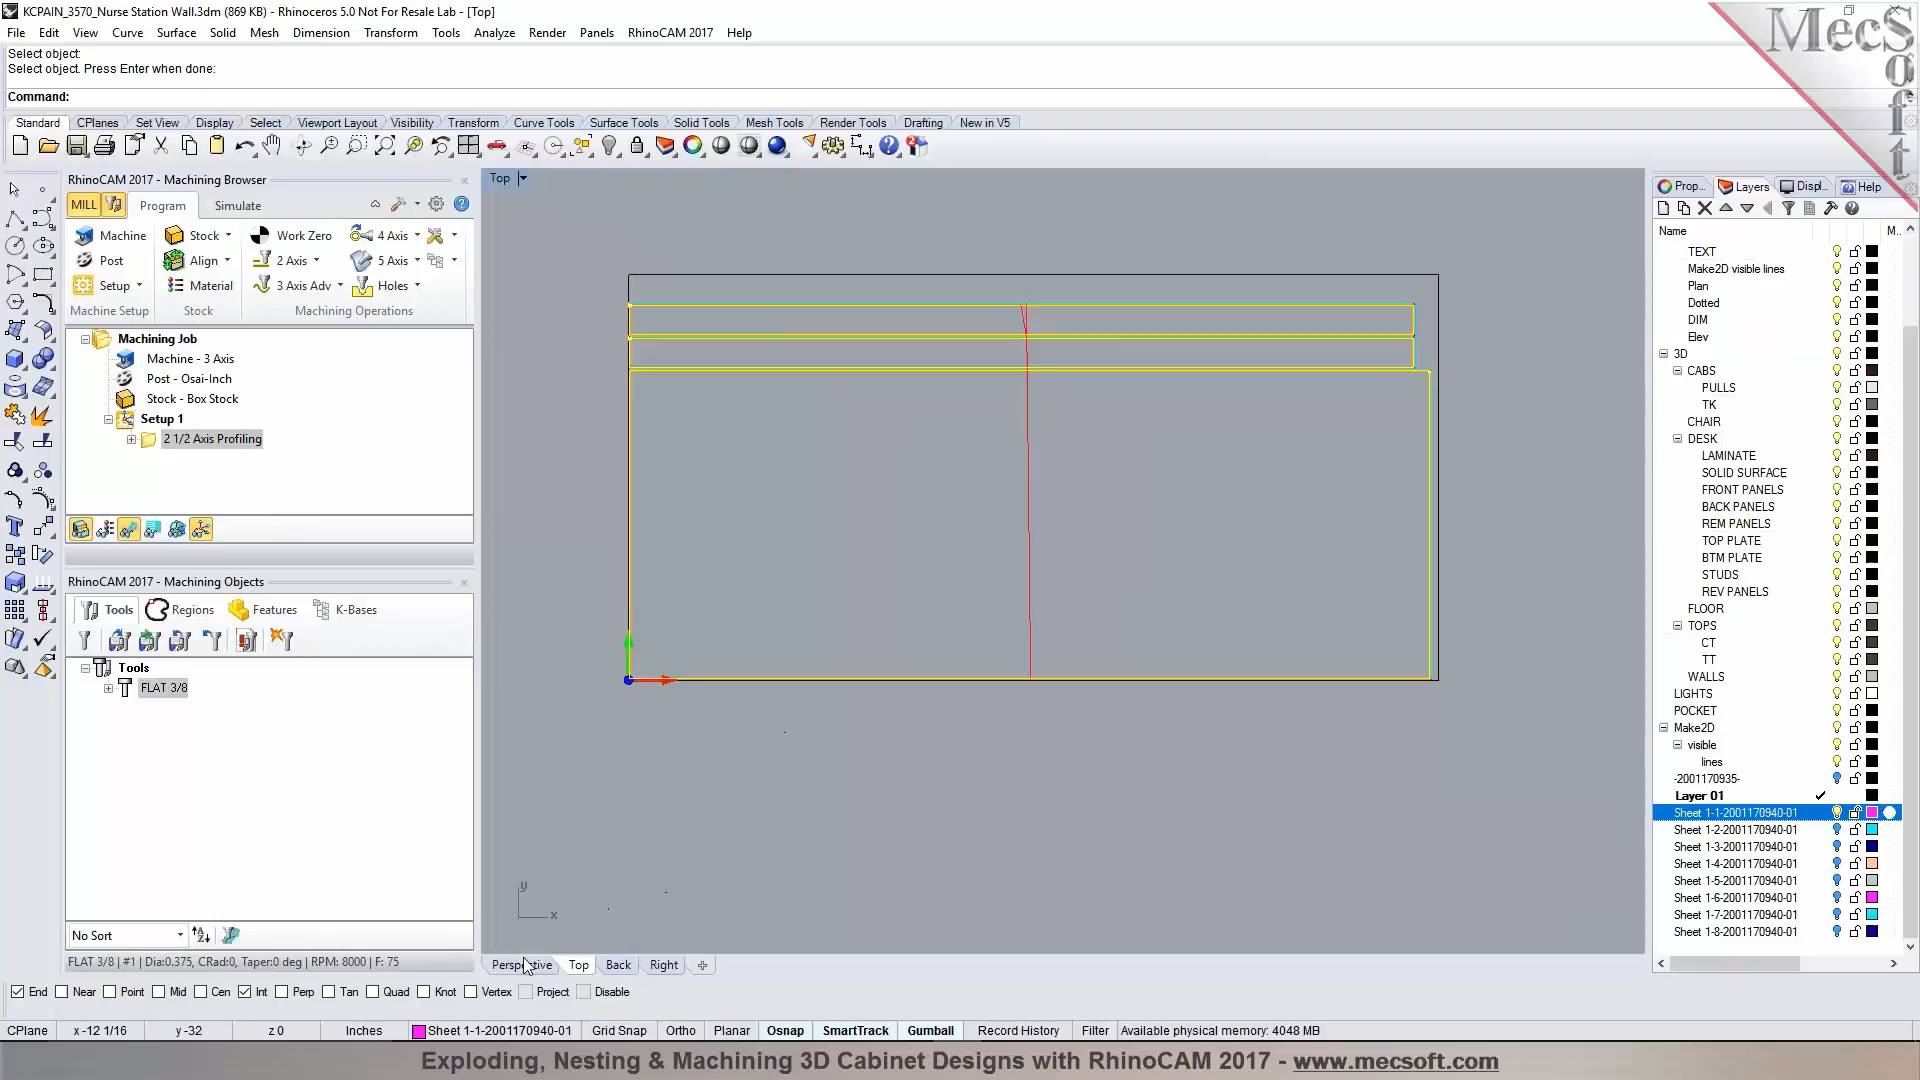 KCPAIN_3570_Nurse Station Wall.3dm (869 KB) - Rhinoceros 5.0 Not For Resale Lab - [Top]
File Edit View Curve Surface Solid Mesh Dimension Transform Tools Analyze Render Panels RhinoCAM 2017 Help
Select object:
Select object. Press Enter when done:
Command:
MecSoft
Standard CPlanes Set View Display Select Viewport Layout Visibility Transform Curve Tools Surface Tools Solid Tools Mesh Tools Render Tools Drafting New in V5
RhinoCAM 2017 - Machining Browser
MILL Program Simulate
Machine Stock Work Zero 4 Axis
Post Align 2 Axis 5 Axis
Setup Material 3 Axis Adv Holes
Machine Setup Stock Machining Operations
Machining Job
Machine - 3 Axis
Post - Osai-Inch
Stock - Box Stock
Setup 1
2 1/2 Axis Profiling
RhinoCAM 2017 - Machining Objects
Tools Regions Features K-Bases
Tools
FLAT 3/8
No Sort
FLAT 3/8 | #1 | Dia:0.375, CRad:0, Taper:0 deg | RPM: 8000 | F: 75
Top
y
x
Perspective Top Back Right
Prop... Layers Displ... Help
Name M..
TEXT
Make2D visible lines
Plan
Dotted
DIM
Elev
3D
CABS
PULLS
TK
CHAIR
DESK
LAMINATE
SOLID SURFACE
FRONT PANELS
BACK PANELS
REM PANELS
TOP PLATE
BTM PLATE
STUDS
REV PANELS
FLOOR
TOPS
CT
TT
WALLS
LIGHTS
POCKET
Make2D
visible
lines
-2001170935-
Layer 01
Sheet 1-1-2001170940-01
Sheet 1-2-2001170940-01
Sheet 1-3-2001170940-01
Sheet 1-4-2001170940-01
Sheet 1-5-2001170940-01
Sheet 1-6-2001170940-01
Sheet 1-7-2001170940-01
Sheet 1-8-2001170940-01
End Near Point Mid Cen Int Perp Tan Quad Knot Vertex Project Disable
CPlane x -12 1/16 y -32 z 0 Inches Sheet 1-1-2001170940-01 Grid Snap Ortho Planar Osnap SmartTrack Gumball Record History Filter Available physical memory: 4048 MB
Exploding, Nesting & Machining 3D Cabinet Designs with RhinoCAM 2017 - www.mecsoft.com